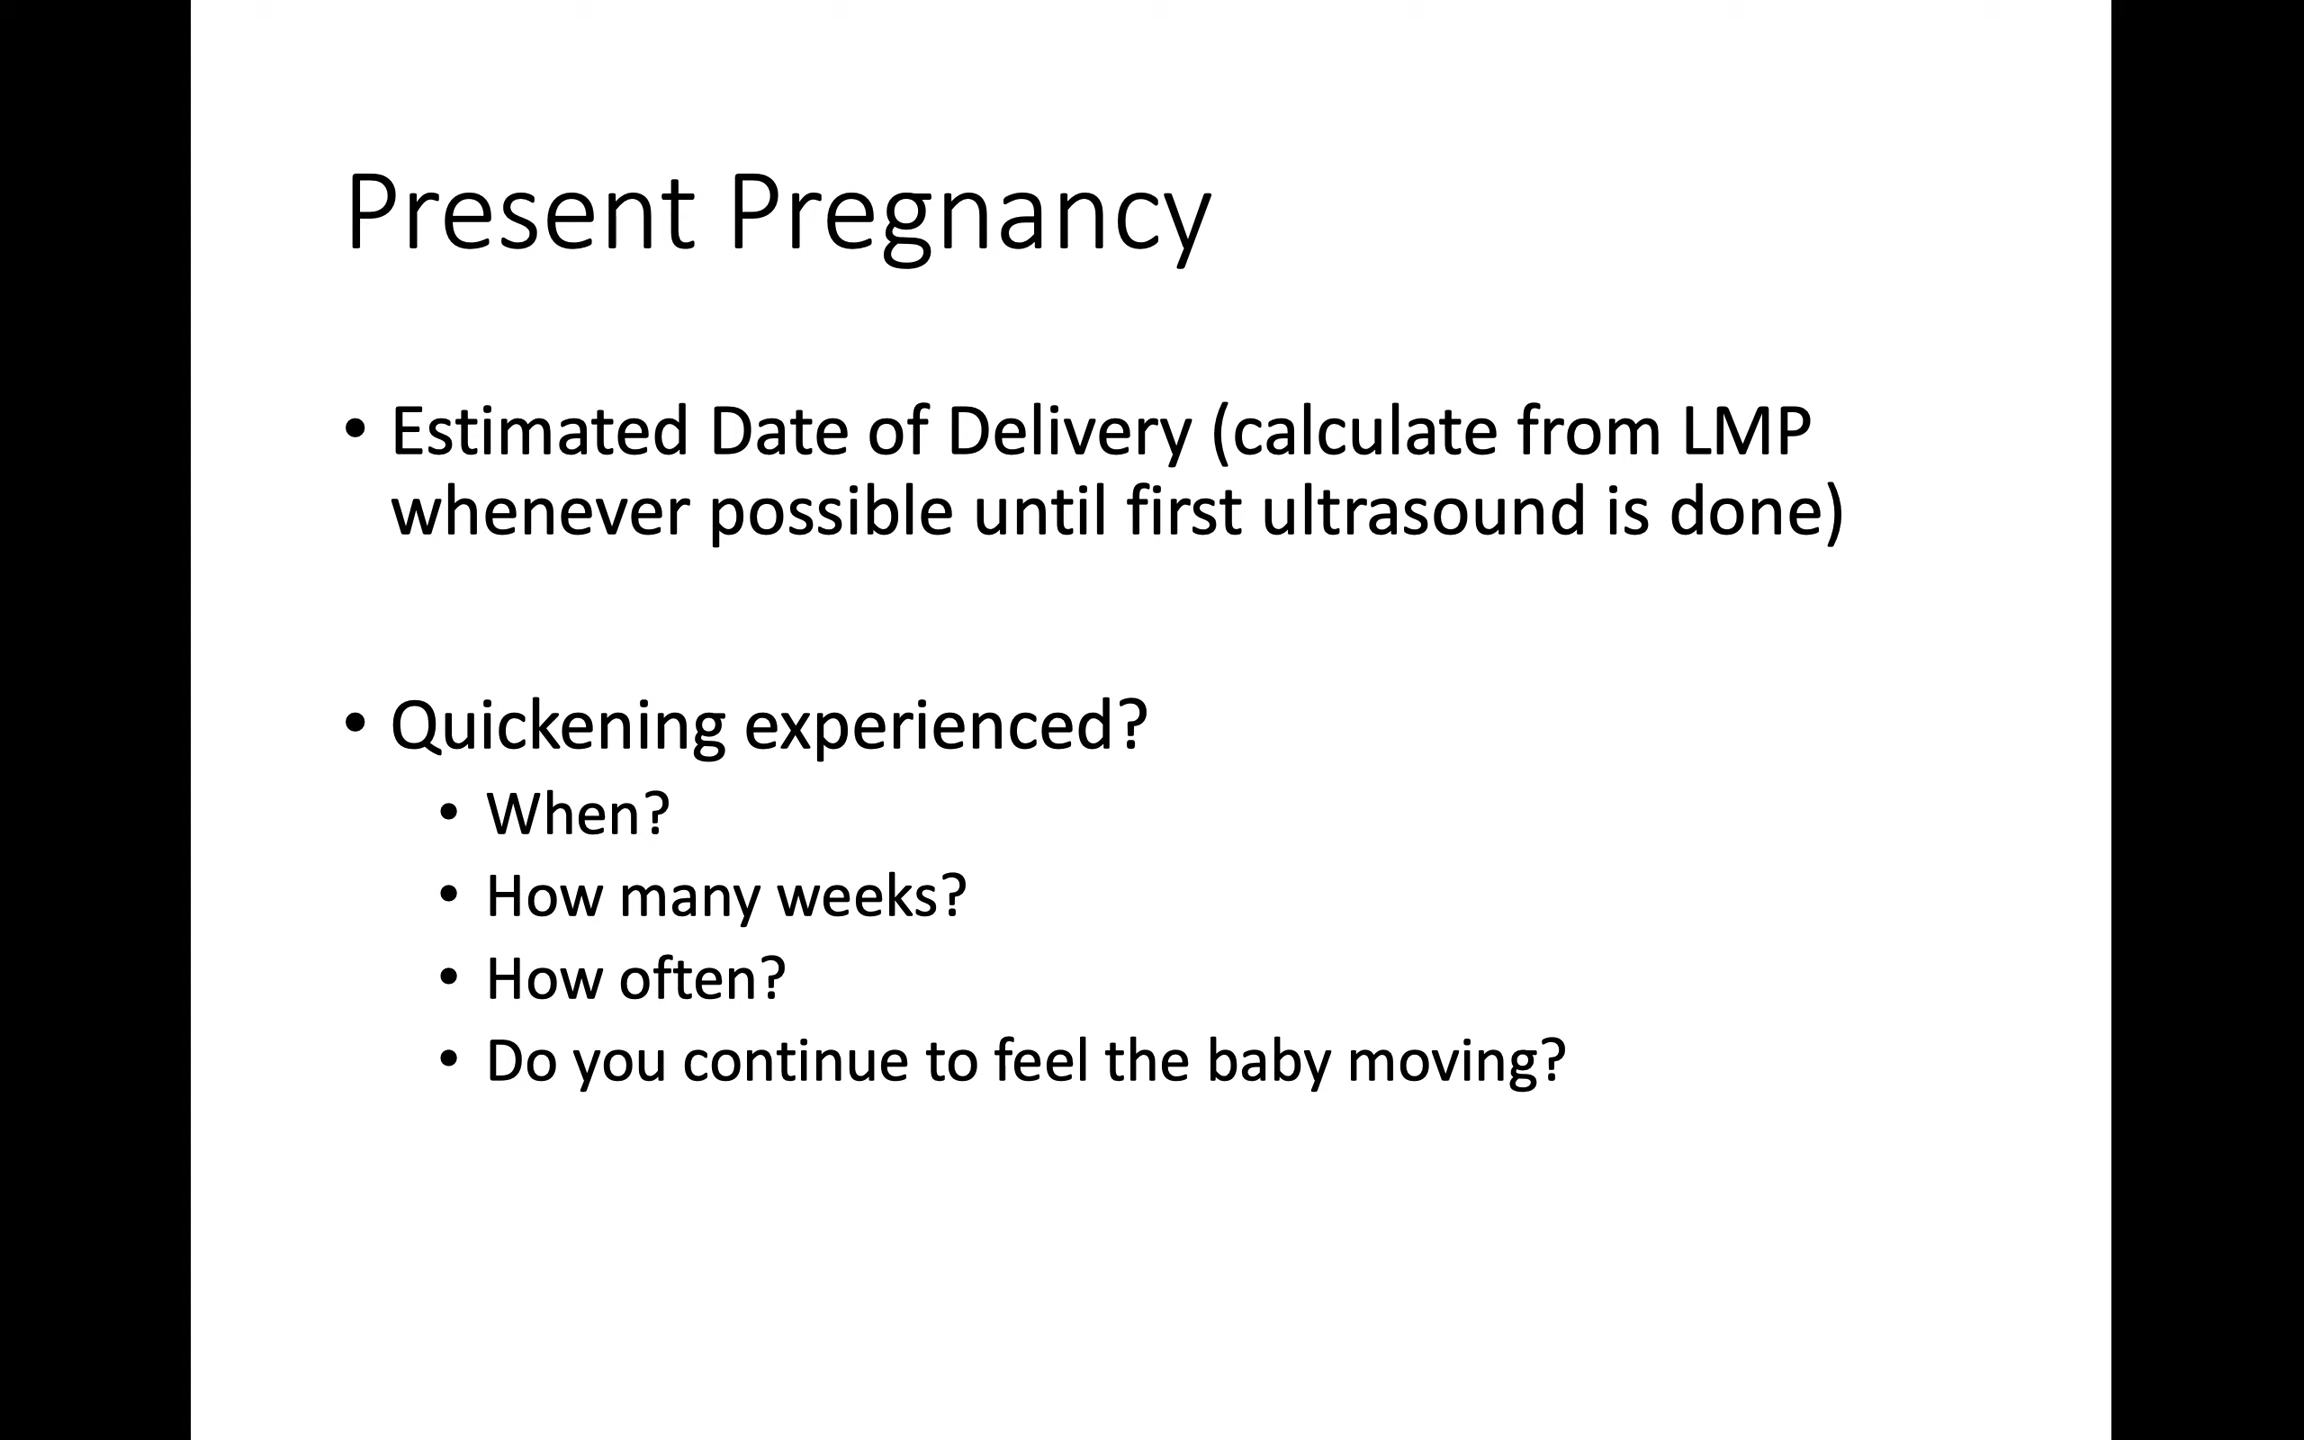 Present Pregnancy
• Estimated Date of Delivery (calculate from LMP
whenever possible until first ultrasound is done)
• Quickening experienced?
• When?
• How many weeks?
• How often?
• Do you continue to feel the baby moving?